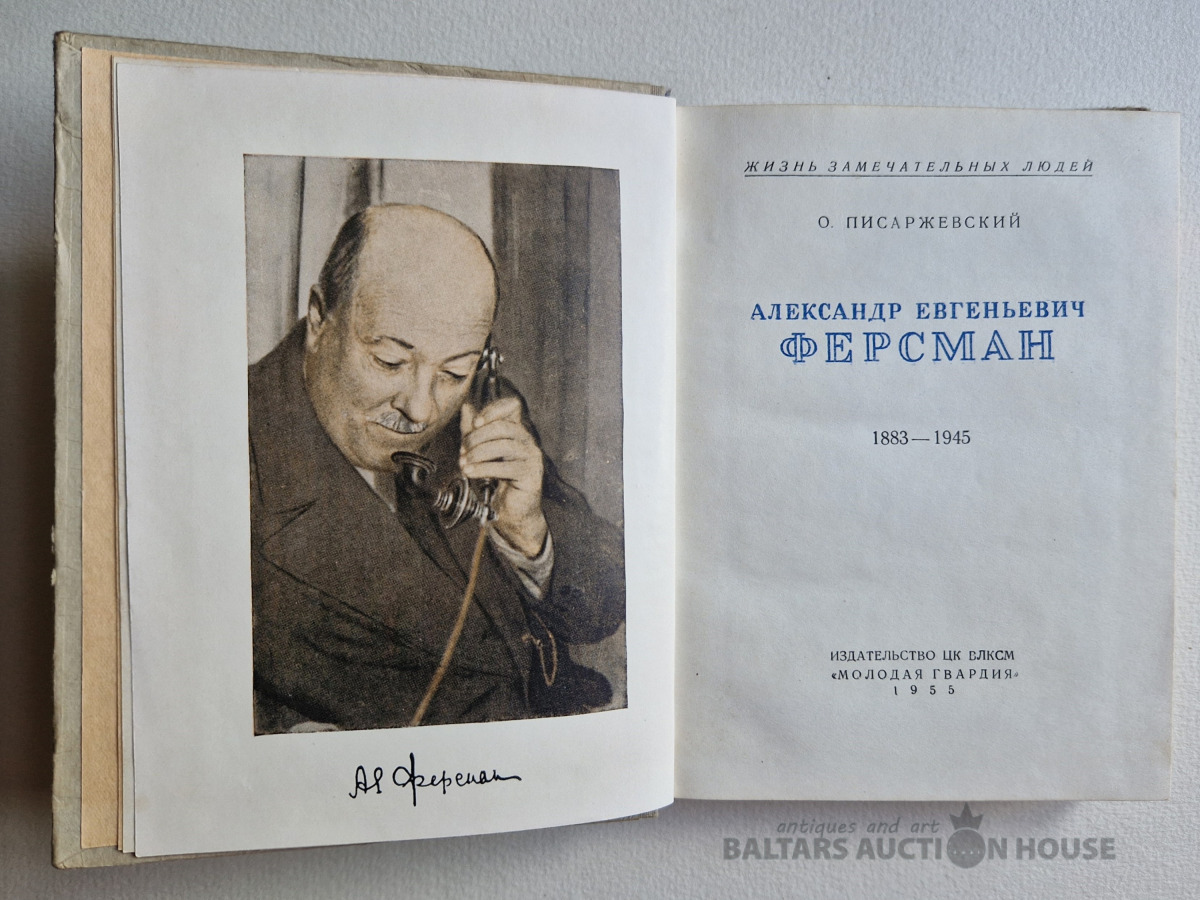 А Е Ферсман
ЖИЗНЬ ЗАМЕЧАТЕЛЬНЫХ ЛЮДЕЙ
О. ПИСАРЖЕВСКИЙ
АЛЕКСАНДР ЕВГЕНЬЕВИЧ
ФЕРСМАН
1883—1945
ИЗДАТЕЛЬСТВО ЦК ВЛКСМ
«МОЛОДАЯ ГВАРДИЯ»
1955
antiques and art
BALTARS AUCTION HOUSE